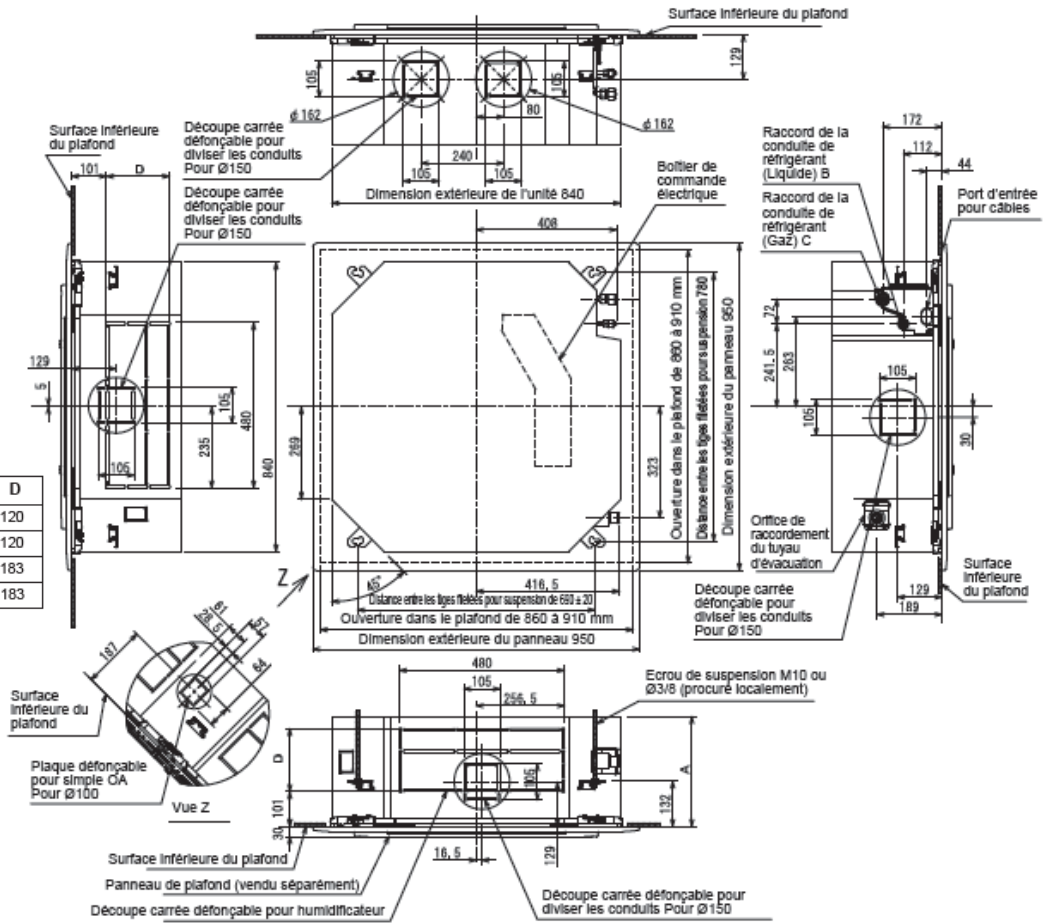 Surface Inférieure du plafond
129
105
105
80
ϕ 162
ϕ 162
240
105
105
Dimension extérieure de l'unité 840
Surface Inférieure
du plafond
101
D
Découpe carrée
défonçable pour
diviser les conduits
Pour Ø150
Découpe carrée
défonçable pour
diviser les conduits
Pour Ø150
Boîtier de
commande
électrique
172
112
44
Raccord de la
conduite de
réfrigérant
(Liquide) B
Raccord de la
conduite de
réfrigérant
(Gaz) C
Port d'entrée
pour câbles
408
129
5
105
105
235
480
840
269
323
Ouverture dans le plafond de 860 à 910 mm
Distance entre les tiges filetées pour suspension 780
Dimension extérieure du panneau 950
72
241,5
263
105
105
30
D
120
120
183
183
Orifice de
raccordement
du tuyau
d'évacuation
Découpe carrée
défonçable pour
diviser les conduits
Pour Ø150
129
189
Surface
Inférieure
du plafond
Z
45°
416,5
Distance entre les tiges filetées pour suspension de 690 ± 20
Ouverture dans le plafond de 860 à 910 mm
Dimension extérieure du panneau 950
187
28,5
61
57
64
Surface
Inférieure du
plafond
Plaque défonçable
pour simple OA
Pour Ø100
Vue Z
480
105
256,5
Ecrou de suspension M10 ou
Ø3/8 (procuré localement)
D
101
30
105
A
132
16,5
129
Surface Inférieure du plafond
Panneau de plafond (vendu séparément)
Découpe carrée défonçable pour humidificateur
Découpe carrée défonçable pour
diviser les conduits Pour Ø150